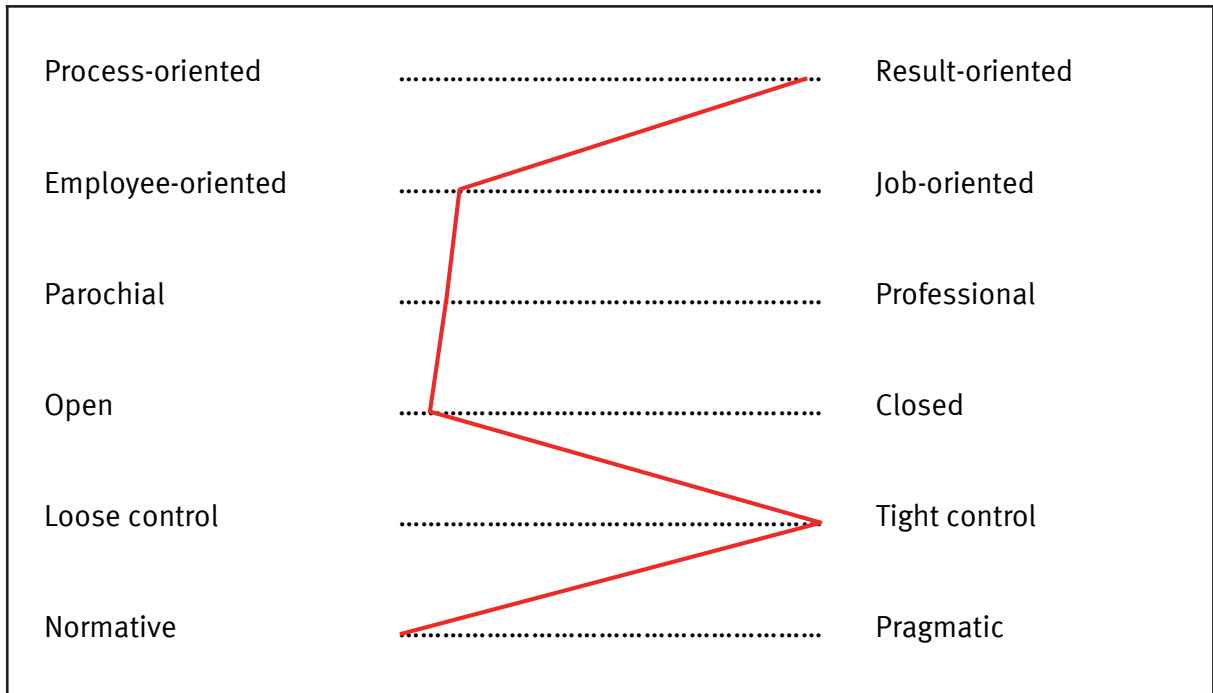 Process-oriented Result-oriented
Employee-oriented Job-oriented
Parochial Professional
Open Closed
Loose control Tight control
Normative Pragmatic